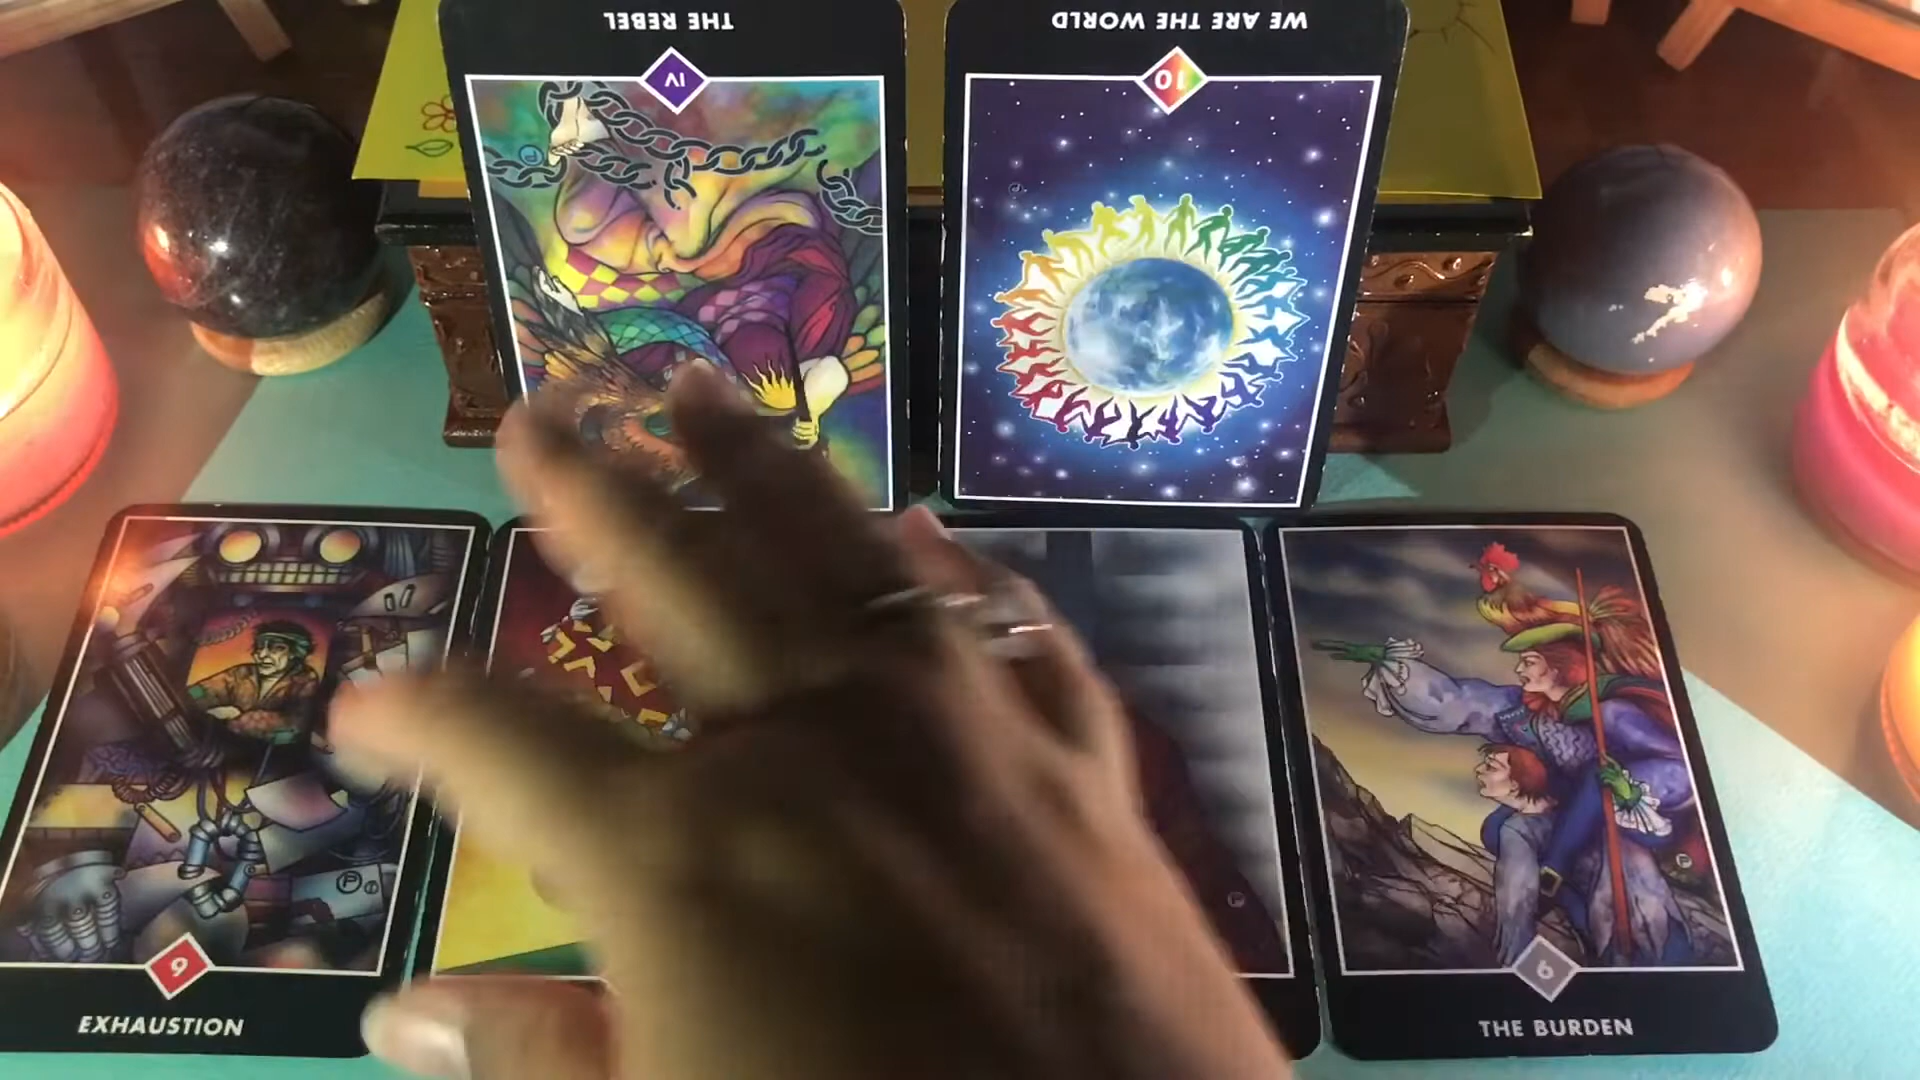 THE REBEL
IV
WE ARE THE WORLD
10
9
EXHAUSTION
6
THE BURDEN